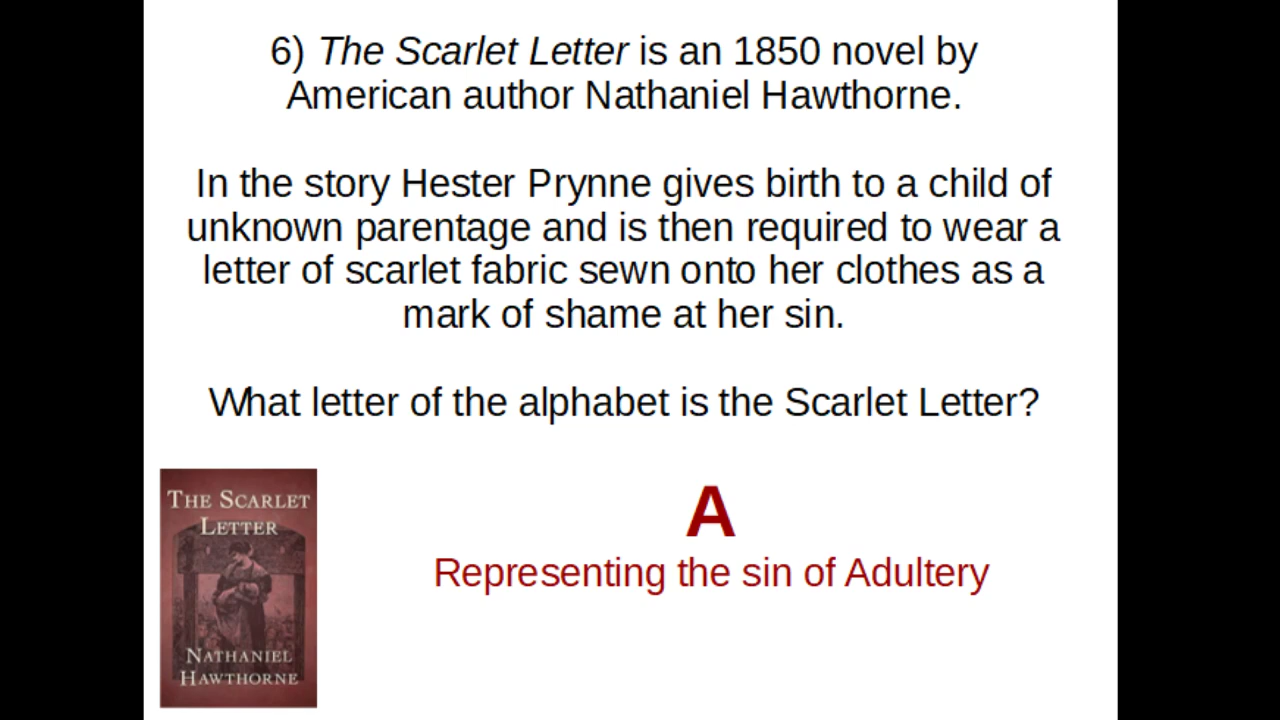 6) The Scarlet Letter is an 1850 novel by
American author Nathaniel Hawthorne.
In the story Hester Prynne gives birth to a child of
unknown parentage and is then required to wear a
letter of scarlet fabric sewn onto her clothes as a
mark of shame at her sin.
What letter of the alphabet is the Scarlet Letter?
THE SCARLET
LETTER
NATHANIEL
HAWTHORNE
A
Representing the sin of Adultery